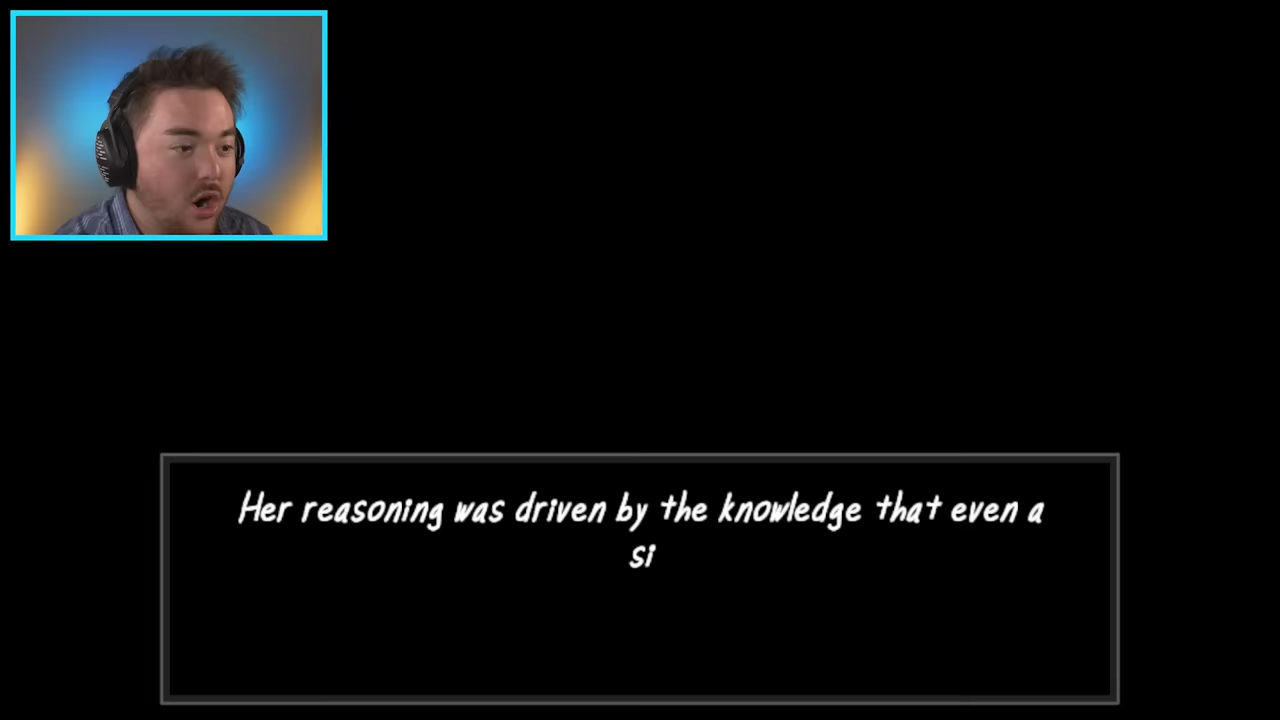 Her reasoning was driven by the knowledge that even a
si